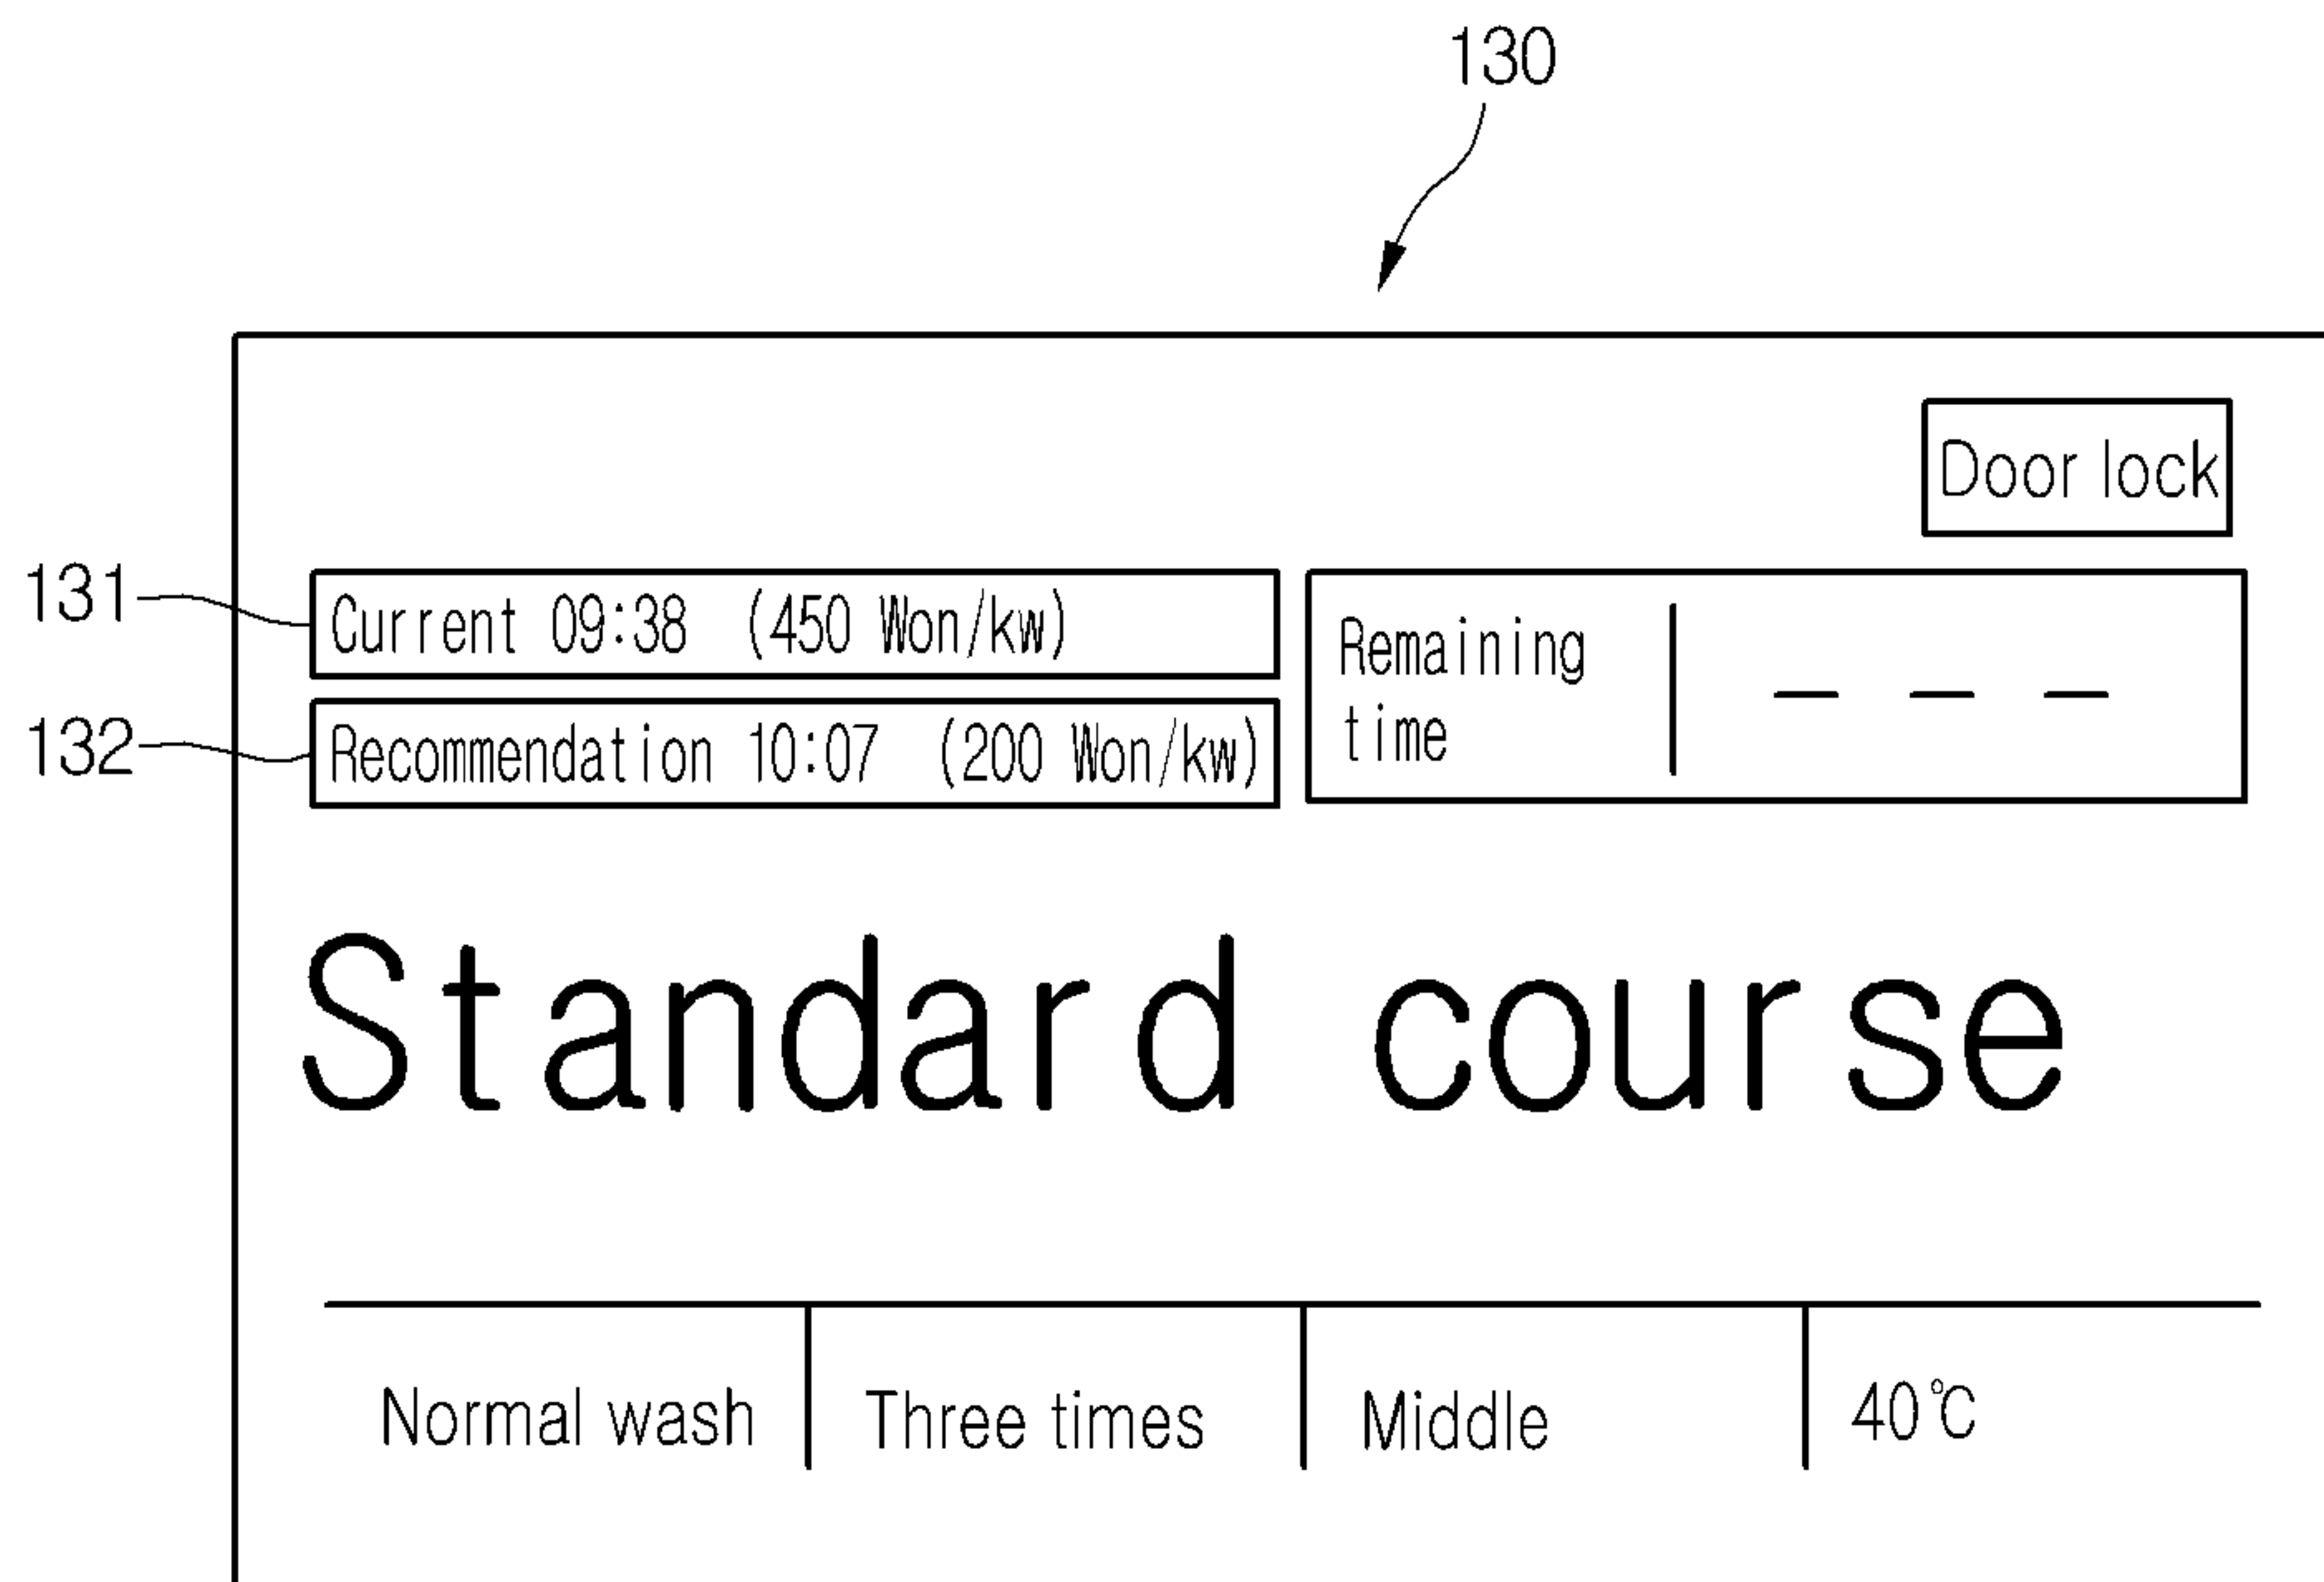 130
Door lock
131
Current 09:38 (450 Won/kw)
132
Recommendation 10:07 (200 Won/kw)
Remaining
time
– – –
Standard course
Normal wash
Three times
Middle
40℃